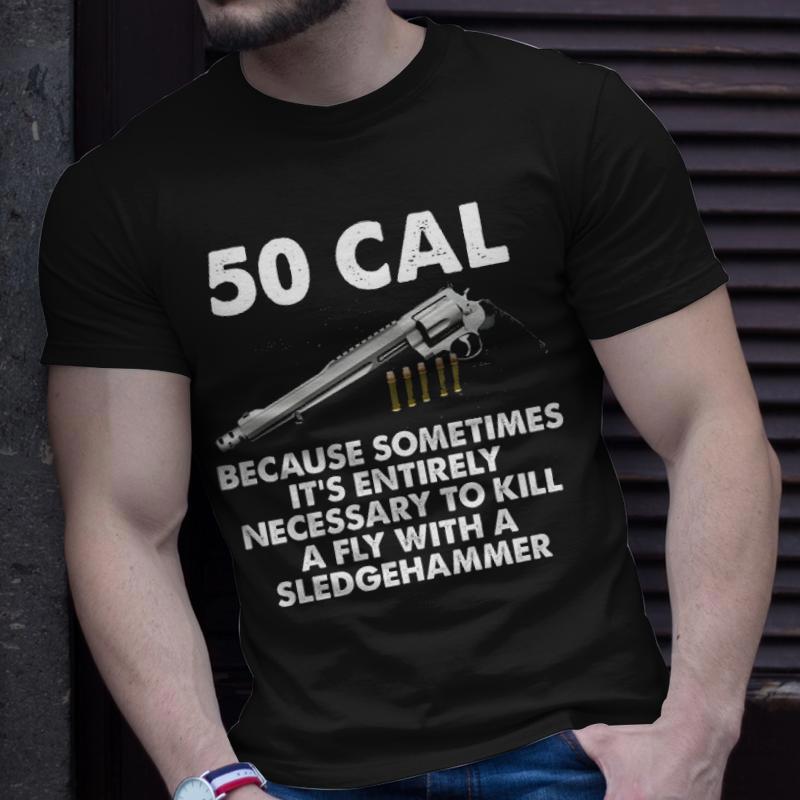 50 CAL
BECAUSE SOMETIMES
IT'S ENTIRELY
NECESSARY TO KILL
A FLY WITH A
SLEDGEHAMMER